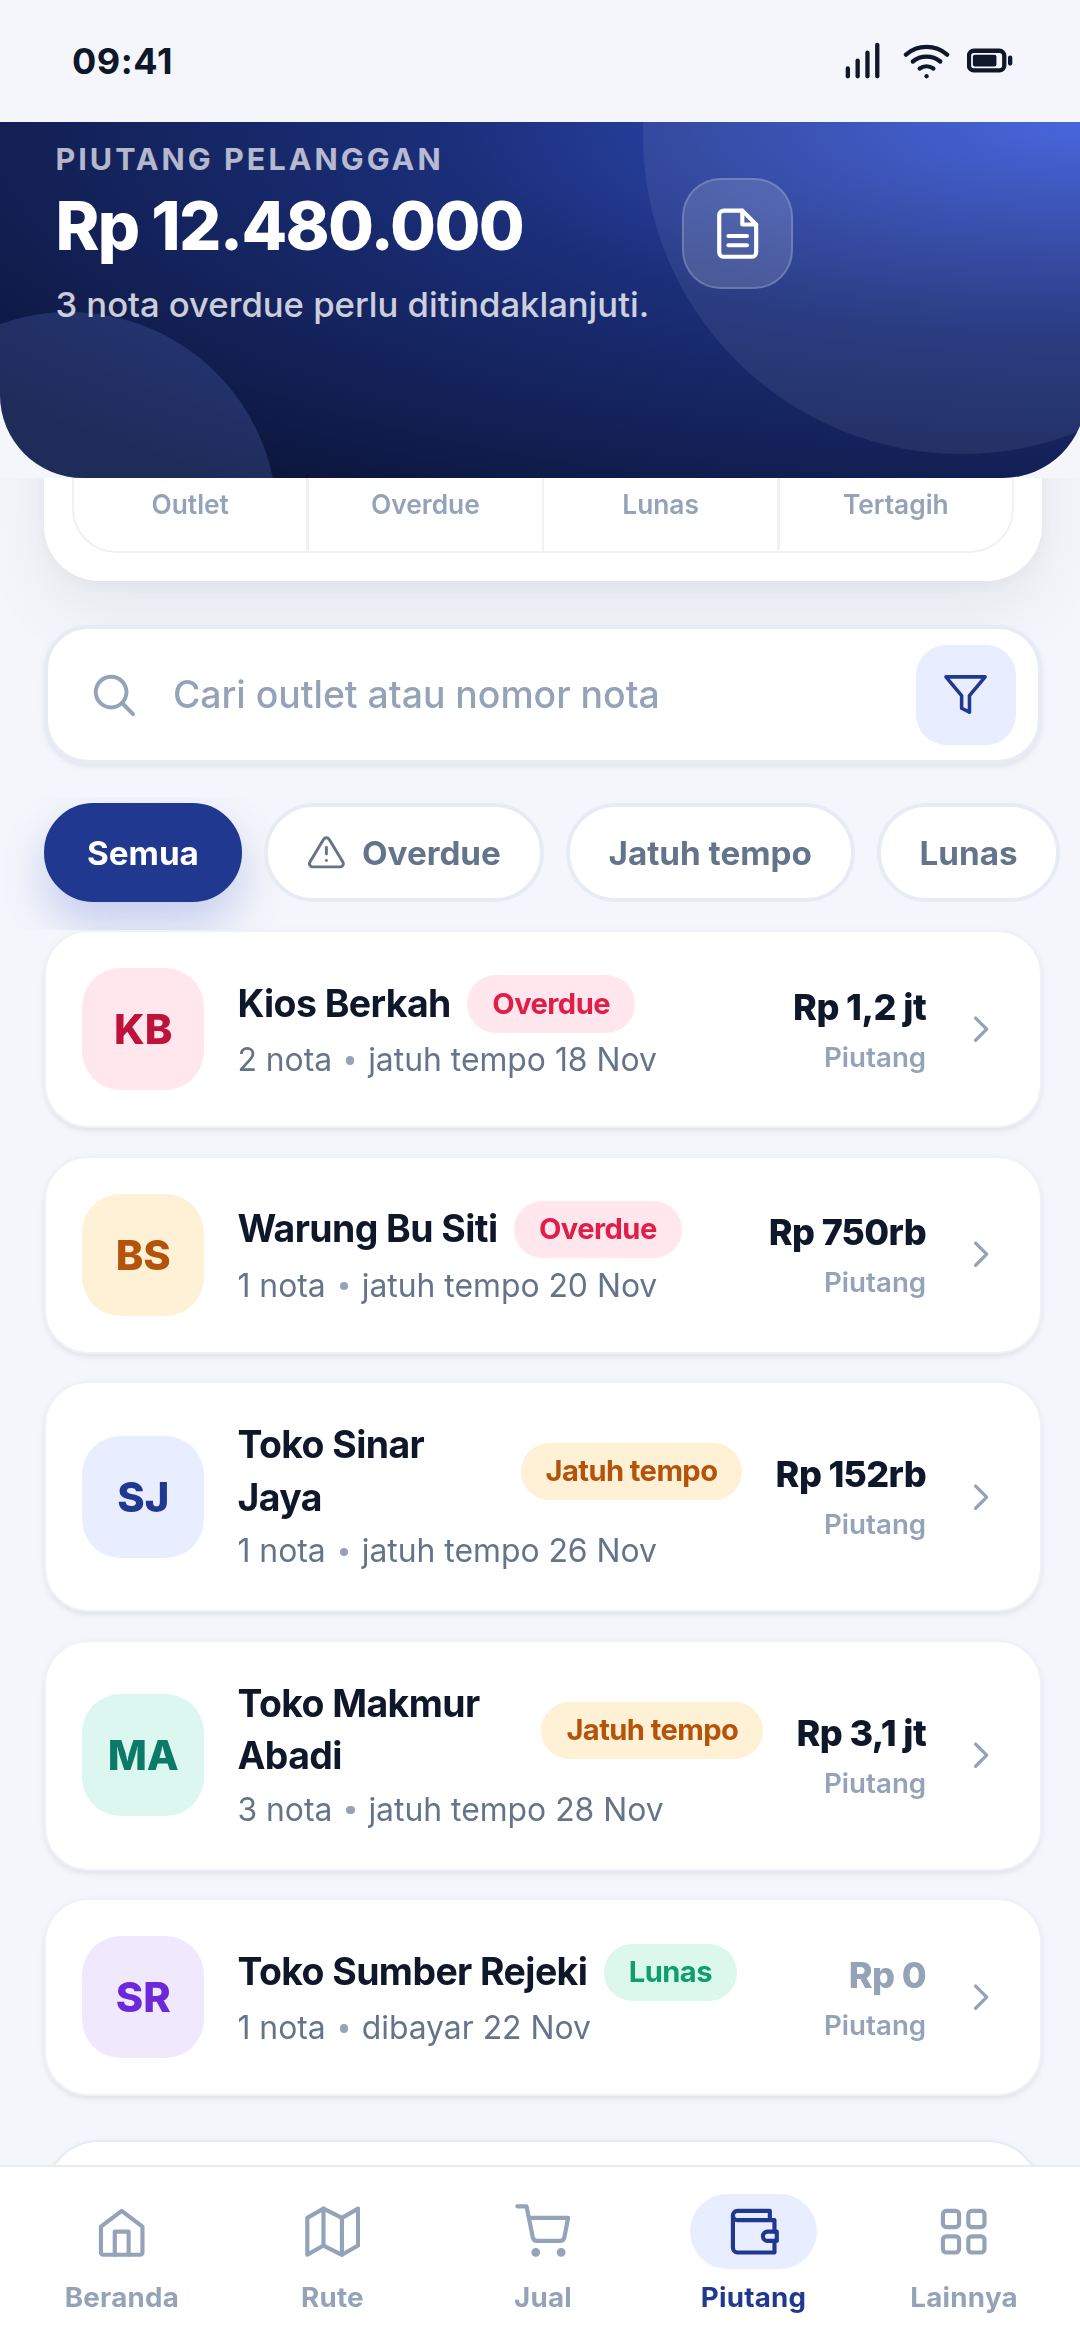 09:41
PIUTANG PELANGGAN
Rp 12.480.000
3 nota overdue perlu ditindaklanjuti.
Outlet
Overdue
Lunas
Tertagih
Cari outlet atau nomor nota
Semua
Overdue
Jatuh tempo
Lunas
KB
Kios Berkah
Overdue
2 nota • jatuh tempo 18 Nov
Rp 1,2 jt
Piutang
BS
Warung Bu Siti
Overdue
1 nota • jatuh tempo 20 Nov
Rp 750rb
Piutang
SJ
Toko Sinar
Jaya
Jatuh tempo
1 nota • jatuh tempo 26 Nov
Rp 152rb
Piutang
MA
Toko Makmur
Abadi
Jatuh tempo
3 nota • jatuh tempo 28 Nov
Rp 3,1 jt
Piutang
SR
Toko Sumber Rejeki
Lunas
1 nota • dibayar 22 Nov
Rp 0
Piutang
Beranda
Rute
Jual
Piutang
Lainnya